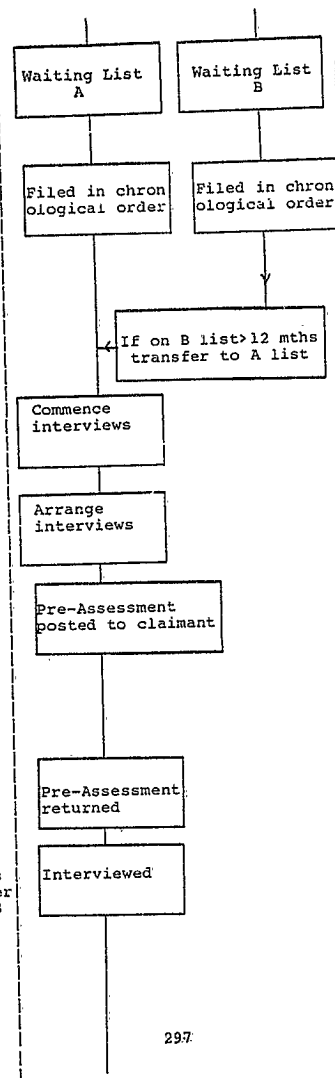 Waiting List
A
Waiting List
B
Filed in chron
ological order
Filed in chron
ological order
If on B list>12 mths
transfer to A list
Commence
interviews
Arrange
interviews
Pre-Assessment
posted to claimant
Pre-Assessment
returned
Interviewed
er
297